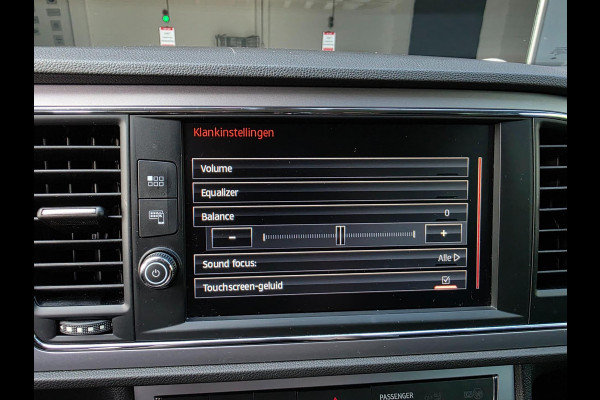 Klankinstellingen
Volume
Equalizer
Balance 0
- +
Sound focus: Alle
Touchscreen-geluid
PASSENGER